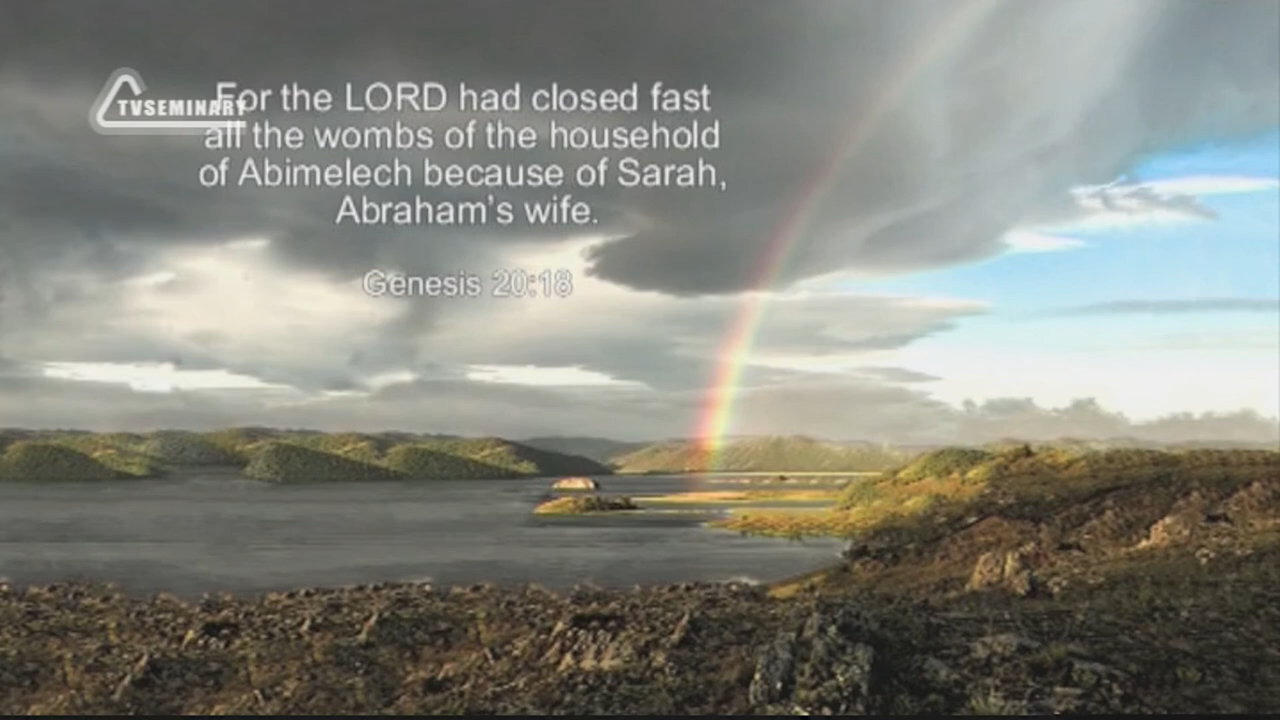 TVSEMINARY
For the LORD had closed fast
all the wombs of the household
of Abimelech because of Sarah,
Abraham's wife.
Genesis 20:18